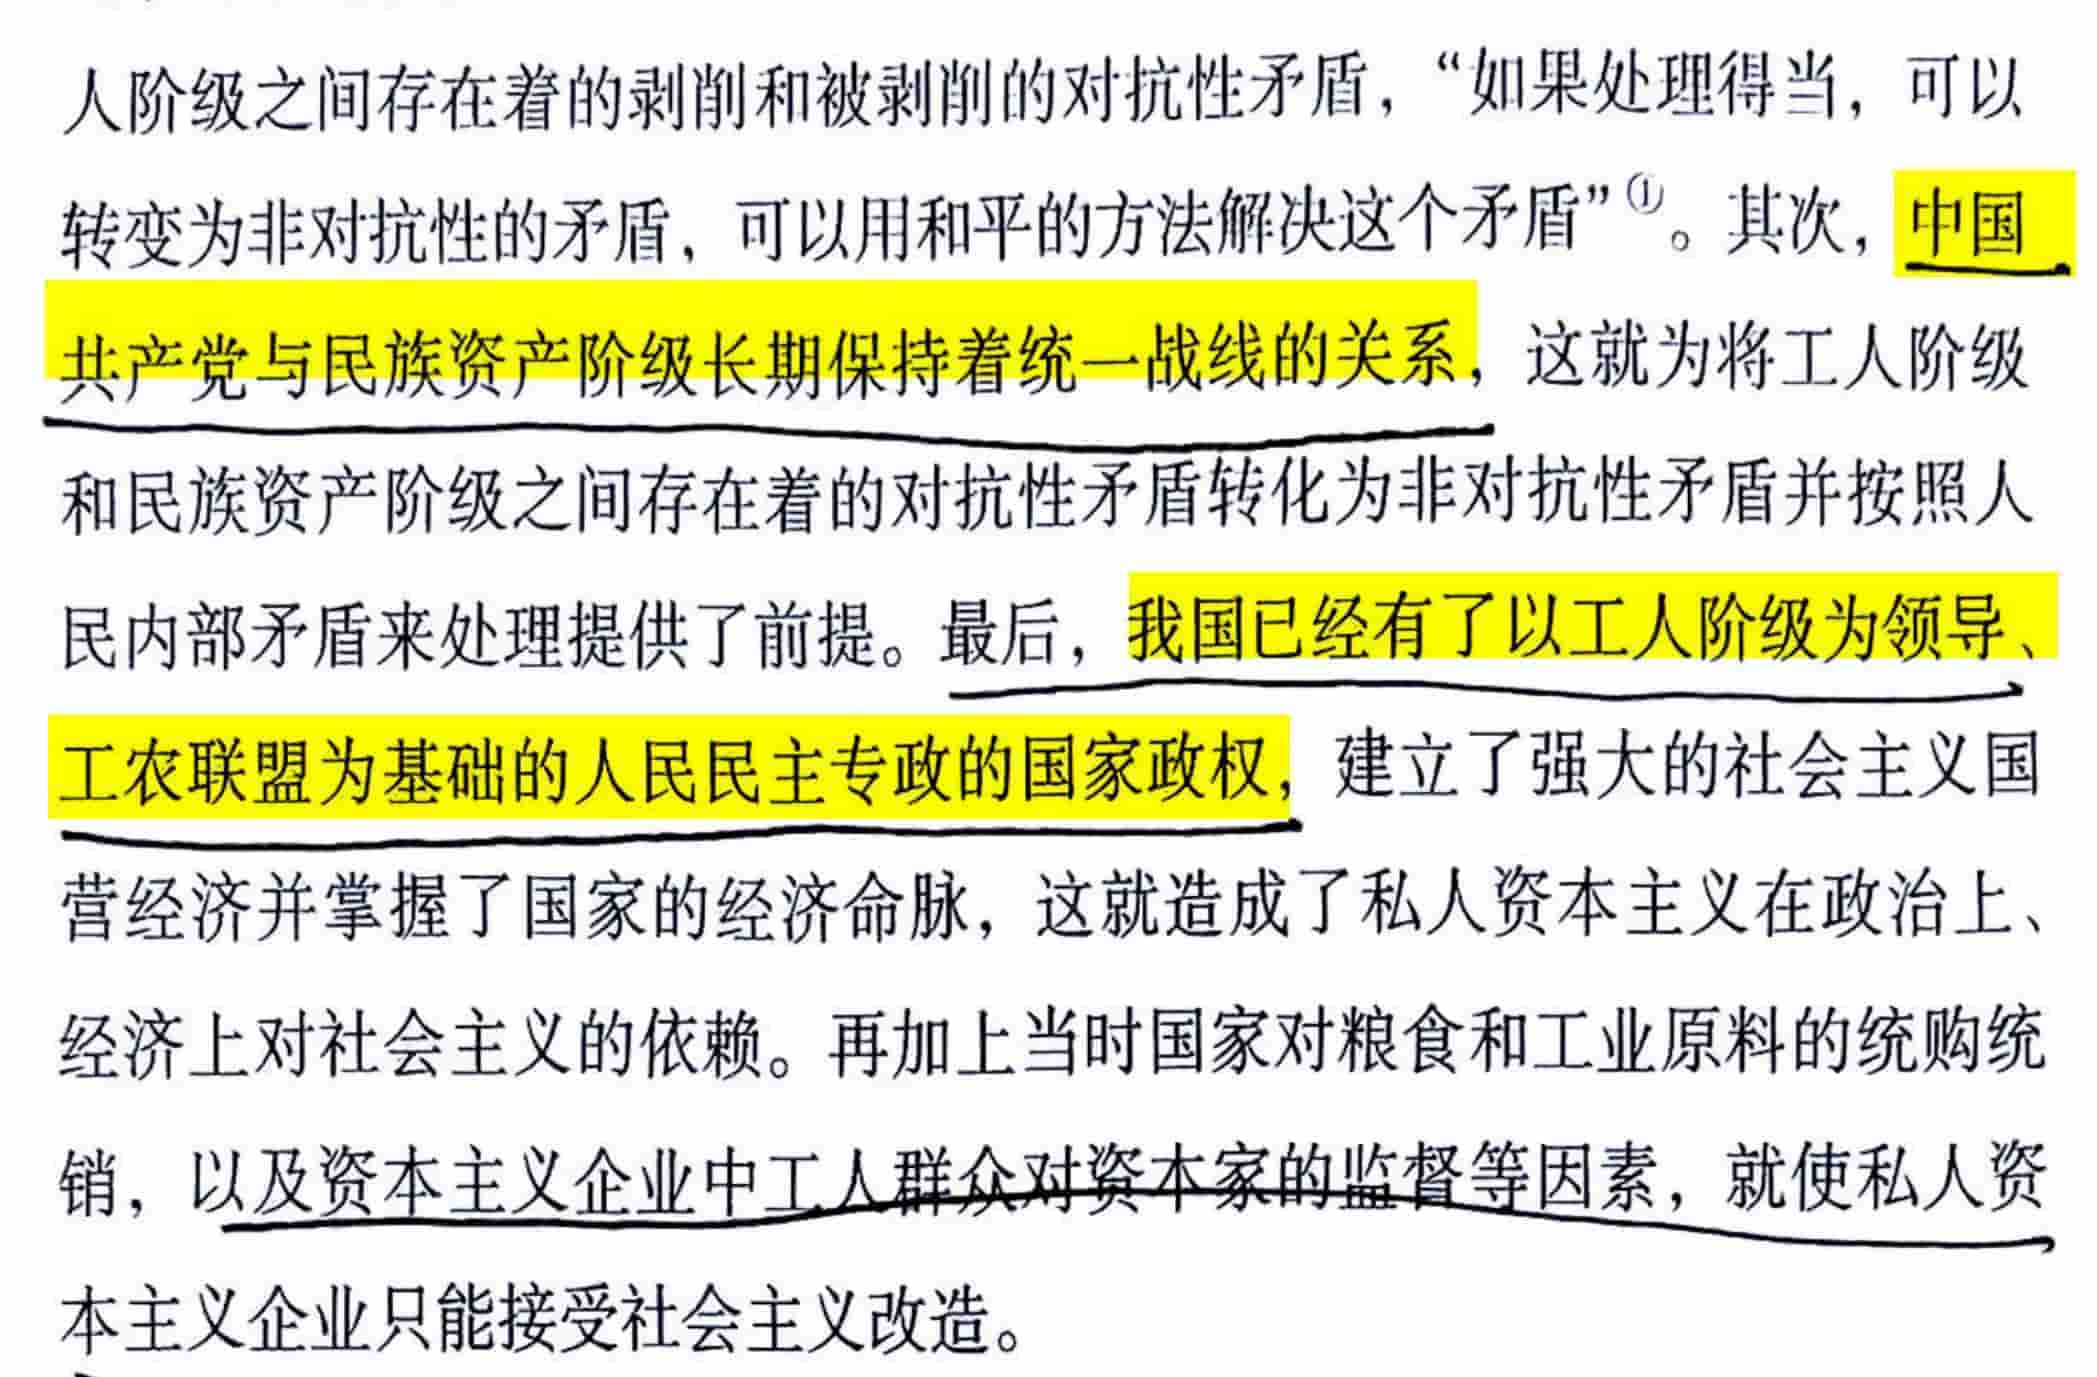 人阶级之间存在着的剥削和被剥削的对抗性矛盾，“如果处理得当，可以
转变为非对抗性的矛盾，可以用和平的方法解决这个矛盾”①。其次，中国
共产党与民族资产阶级长期保持着统一战线的关系，这就为将工人阶级
和民族资产阶级之间存在着的对抗性矛盾转化为非对抗性矛盾并按照人
民内部矛盾来处理提供了前提。最后，我国已经有了以工人阶级为领导、
工农联盟为基础的人民民主专政的国家政权，建立了强大的社会主义国
营经济并掌握了国家的经济命脉，这就造成了私人资本主义在政治上、
经济上对社会主义的依赖。再加上当时国家对粮食和工业原料的统购统
销，以及资本主义企业中工人群众对资本家的监督等因素，就使私人资
本主义企业只能接受社会主义改造。